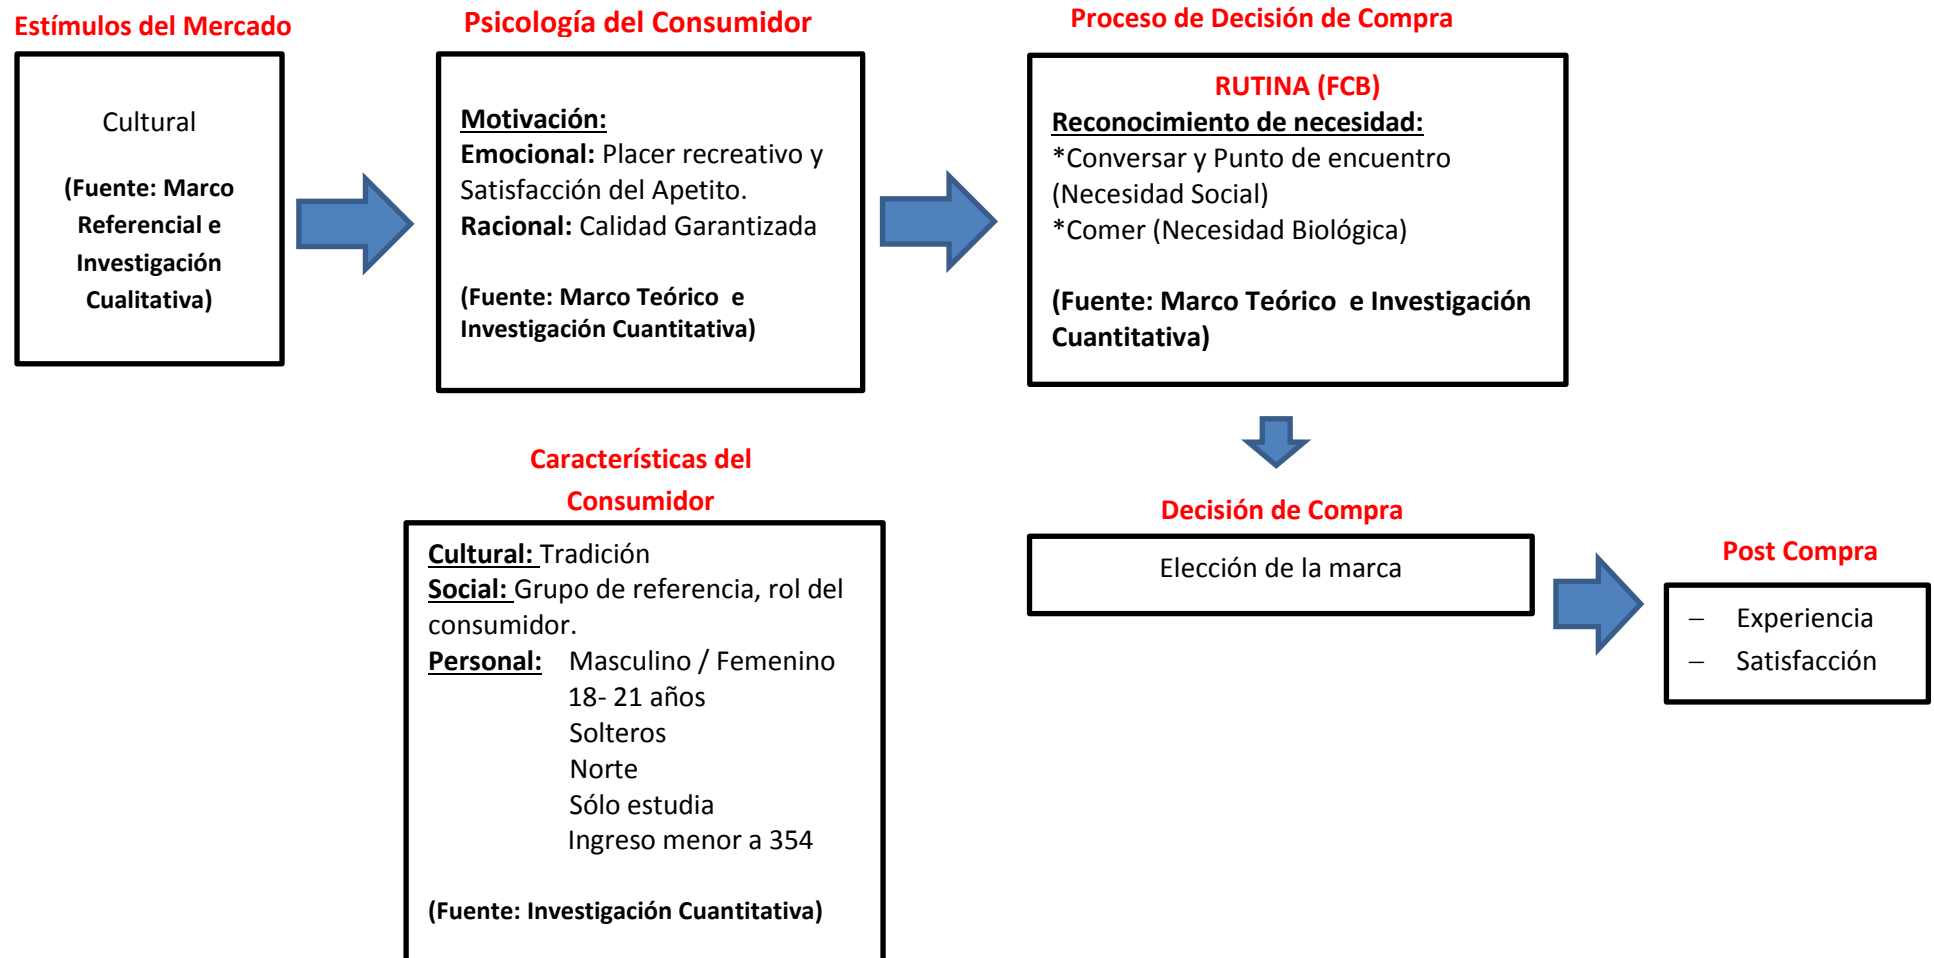 Estímulos del Mercado
Cultural
(Fuente: Marco
Referencial e
Investigación
Cualitativa)
Psicología del Consumidor
Motivación:
Emocional: Placer recreativo y
Satisfacción del Apetito.
Racional: Calidad Garantizada
(Fuente: Marco Teórico e
Investigación Cuantitativa)
Proceso de Decisión de Compra
RUTINA (FCB)
Reconocimiento de necesidad:
*Conversar y Punto de encuentro
(Necesidad Social)
*Comer (Necesidad Biológica)
(Fuente: Marco Teórico e Investigación
Cuantitativa)
Características del
Consumidor
Cultural: Tradición
Social: Grupo de referencia, rol del
consumidor.
Personal: Masculino / Femenino
18- 21 años
Solteros
Norte
Sólo estudia
Ingreso menor a 354
(Fuente: Investigación Cuantitativa)
Decisión de Compra
Elección de la marca
Post Compra
– Experiencia
– Satisfacción